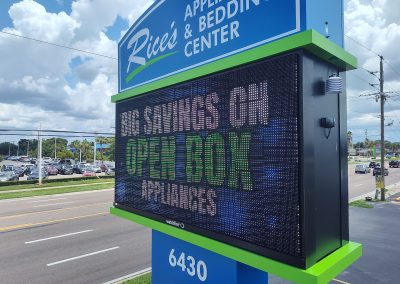 Rice's
APPLIANCE
& BEDDING
CENTER
BIG SAVINGS ON
OPEN BOX
APPLIANCES
6430